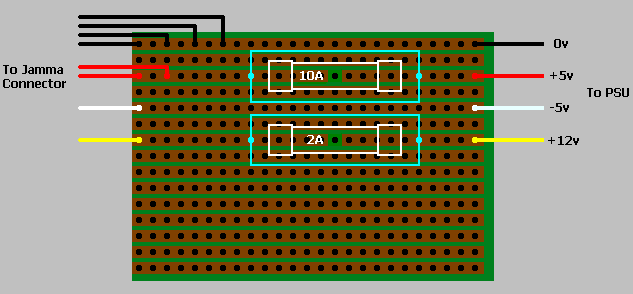 0v
To Jamma
Connector
10A
+5v
To PSU
-5v
2A
+12v